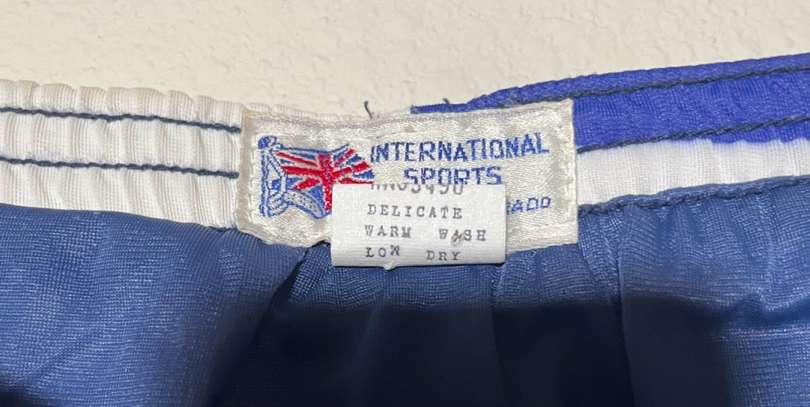 INTERNATIONAL
SPORTS
DELICATE
WARM WASH
LOW DRY